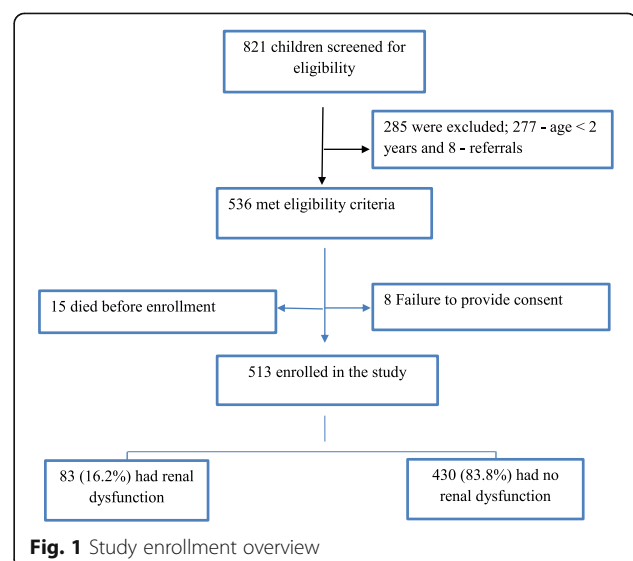 821 children screened for
eligibility
285 were excluded; 277 - age < 2
years and 8 - referrals
536 met eligibility criteria
15 died before enrollment
8 Failure to provide consent
513 enrolled in the study
83 (16.2%) had renal
dysfunction
430 (83.8%) had no
renal dysfunction
Fig. 1 Study enrollment overview